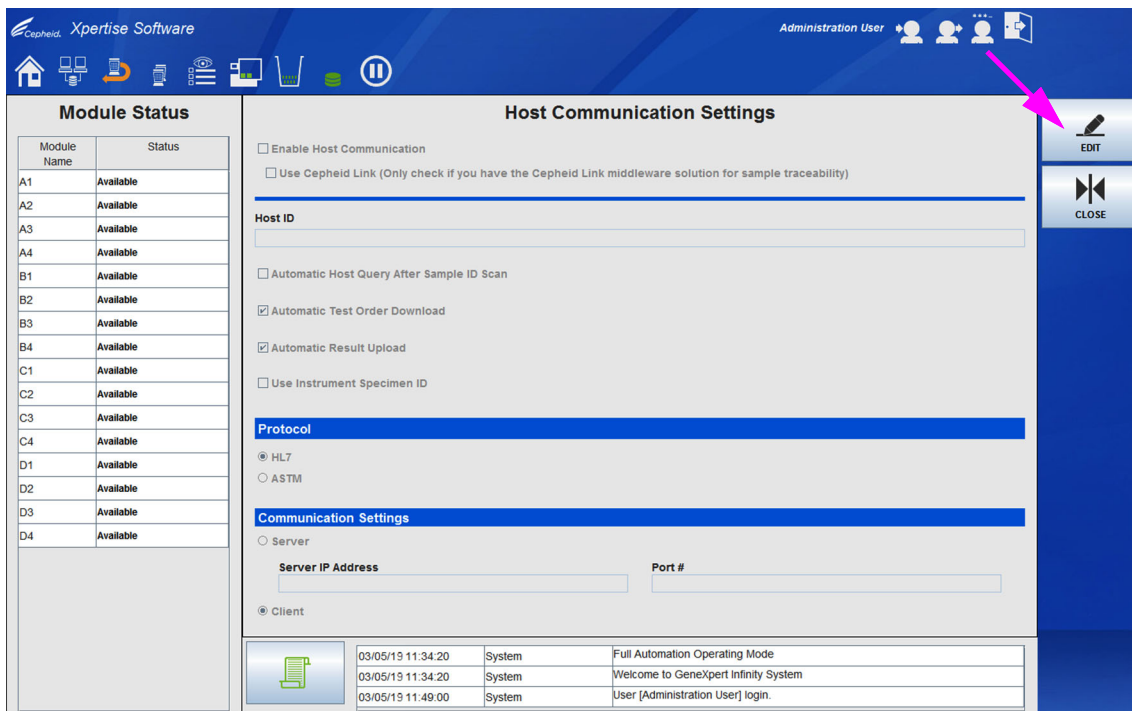 Cepheid. Xpertise Software
Administration User
Module Status
Host Communication Settings
EDIT
CLOSE
Module Name
Status
A1 Available
A2 Available
A3 Available
A4 Available
B1 Available
B2 Available
B3 Available
B4 Available
C1 Available
C2 Available
C3 Available
C4 Available
D1 Available
D2 Available
D3 Available
D4 Available
Enable Host Communication
Use Cepheid Link (Only check if you have the Cepheid Link middleware solution for sample traceability)
Host ID
Automatic Host Query After Sample ID Scan
Automatic Test Order Download
Automatic Result Upload
Use Instrument Specimen ID
Protocol
HL7
ASTM
Communication Settings
Server
Server IP Address
Port #
Client
03/05/19 11:34:20 System Full Automation Operating Mode
03/05/19 11:34:20 System Welcome to GeneXpert Infinity System
03/05/19 11:49:00 System User [Administration User] login.